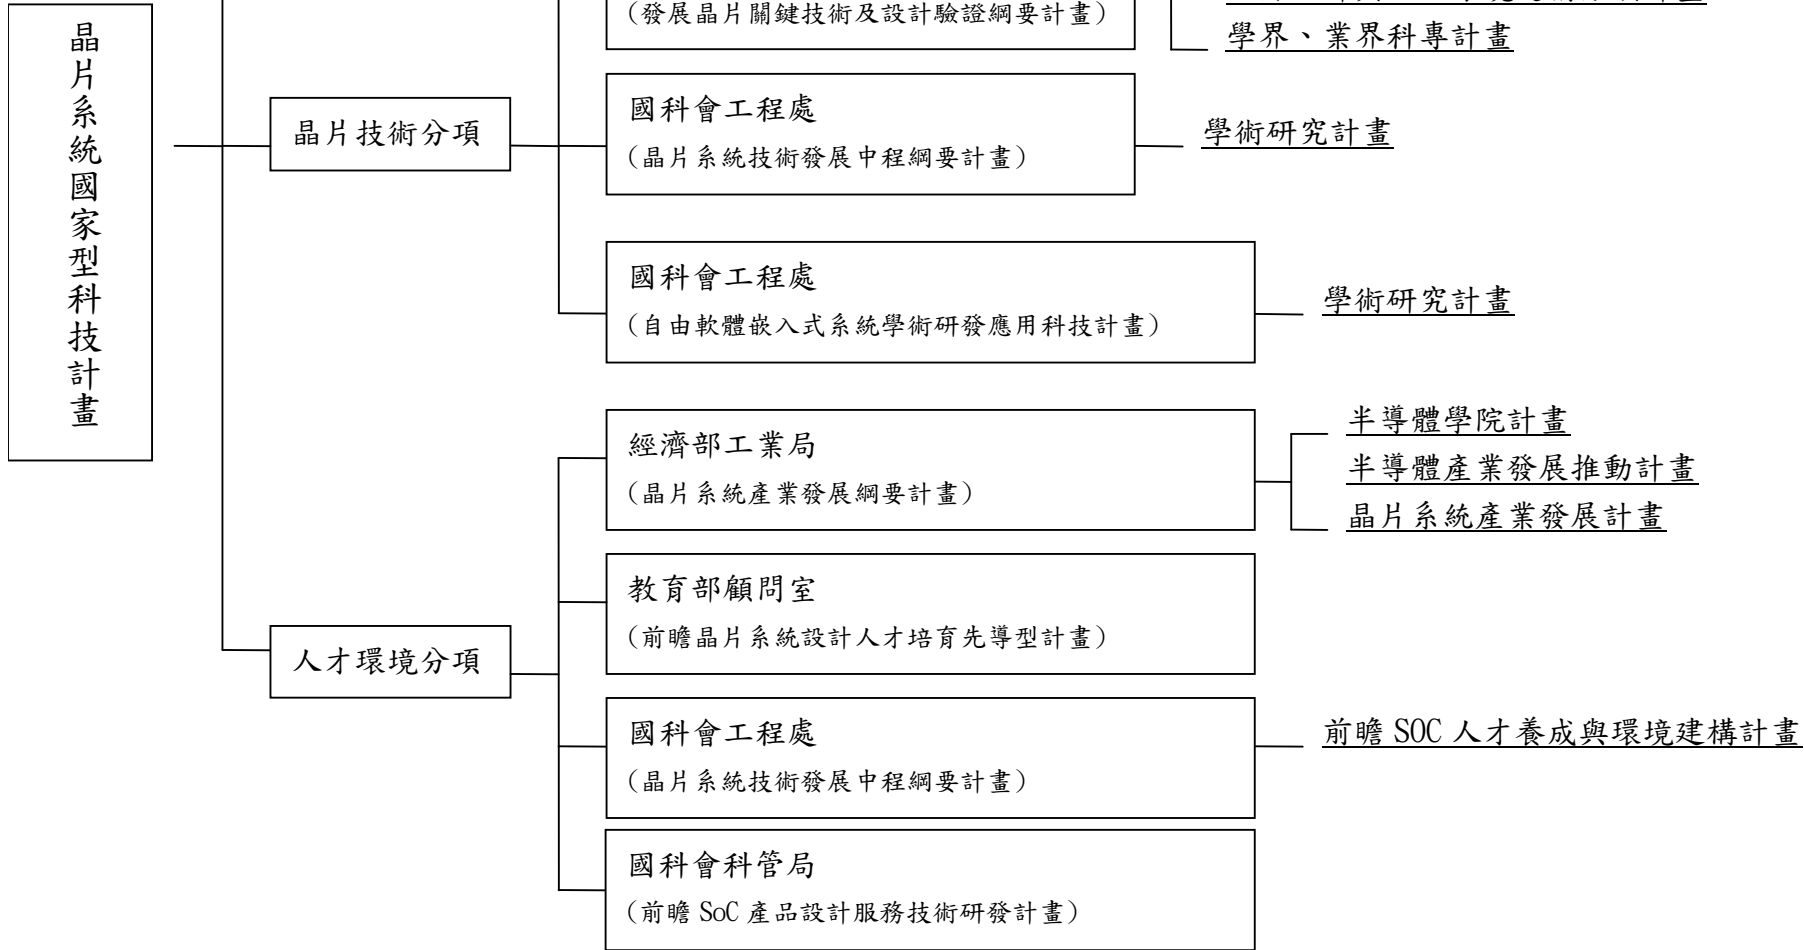 晶片系統國家型科技計畫
(發展晶片關鍵技術及設計驗證綱要計畫)
學界、業界科專計畫
晶片技術分項
國科會工程處
(晶片系統技術發展中程綱要計畫)
學術研究計畫
國科會工程處
(自由軟體嵌入式系統學術研發應用科技計畫)
學術研究計畫
人才環境分項
經濟部工業局
(晶片系統產業發展綱要計畫)
半導體學院計畫
半導體產業發展推動計畫
晶片系統產業發展計畫
教育部顧問室
(前瞻晶片系統設計人才培育先導型計畫)
國科會工程處
(晶片系統技術發展中程綱要計畫)
前瞻 SOC 人才養成與環境建構計畫
國科會科管局
(前瞻 SoC 產品設計服務技術研發計畫)